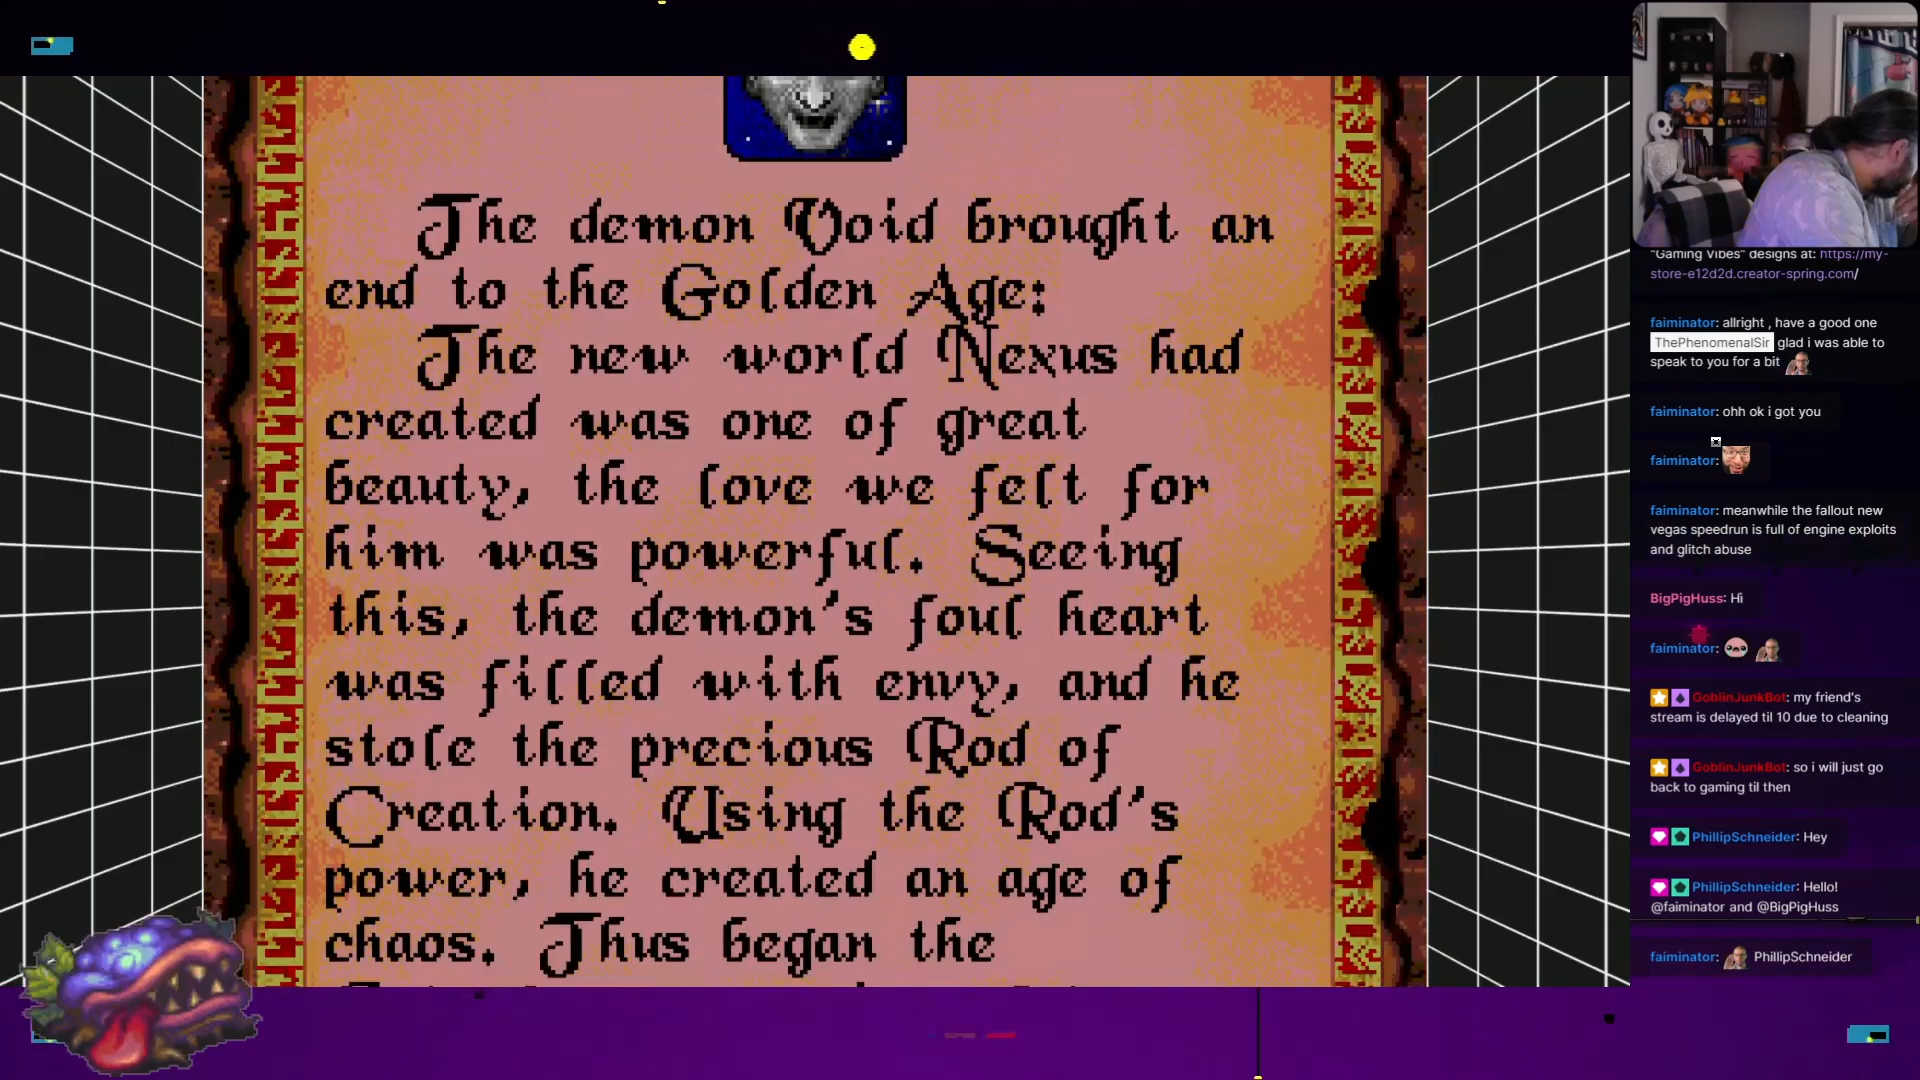 The demon Void brought an
end to the Golden Age:
The new world Nexus had
created was one of great
beauty, the love we felt for
him was powerful. Seeing
this, the demon's foul heart
was filled with envy, and he
stole the precious Rod of
Creation. Using the Rod's
power, he created an age of
chaos. Thus began the
"Gaming Vibes" designs at: https://my-
store-e12d2d.creator-spring.com/
faiminator: allright , have a good one
ThePhenomenalSir glad i was able to
speak to you for a bit
faiminator: ohh ok i got you
faiminator:
faiminator: meanwhile the fallout new
vegas speedrun is full of engine exploits
and glitch abuse
BigPigHuss: Hi
faiminator:
GoblinJunkBot: my friend's
stream is delayed til 10 due to cleaning
GoblinJunkBot: so i will just go
back to gaming til then
PhillipSchneider: Hey
PhillipSchneider: Hello!
@faiminator and @BigPigHuss
faiminator: PhillipSchneider